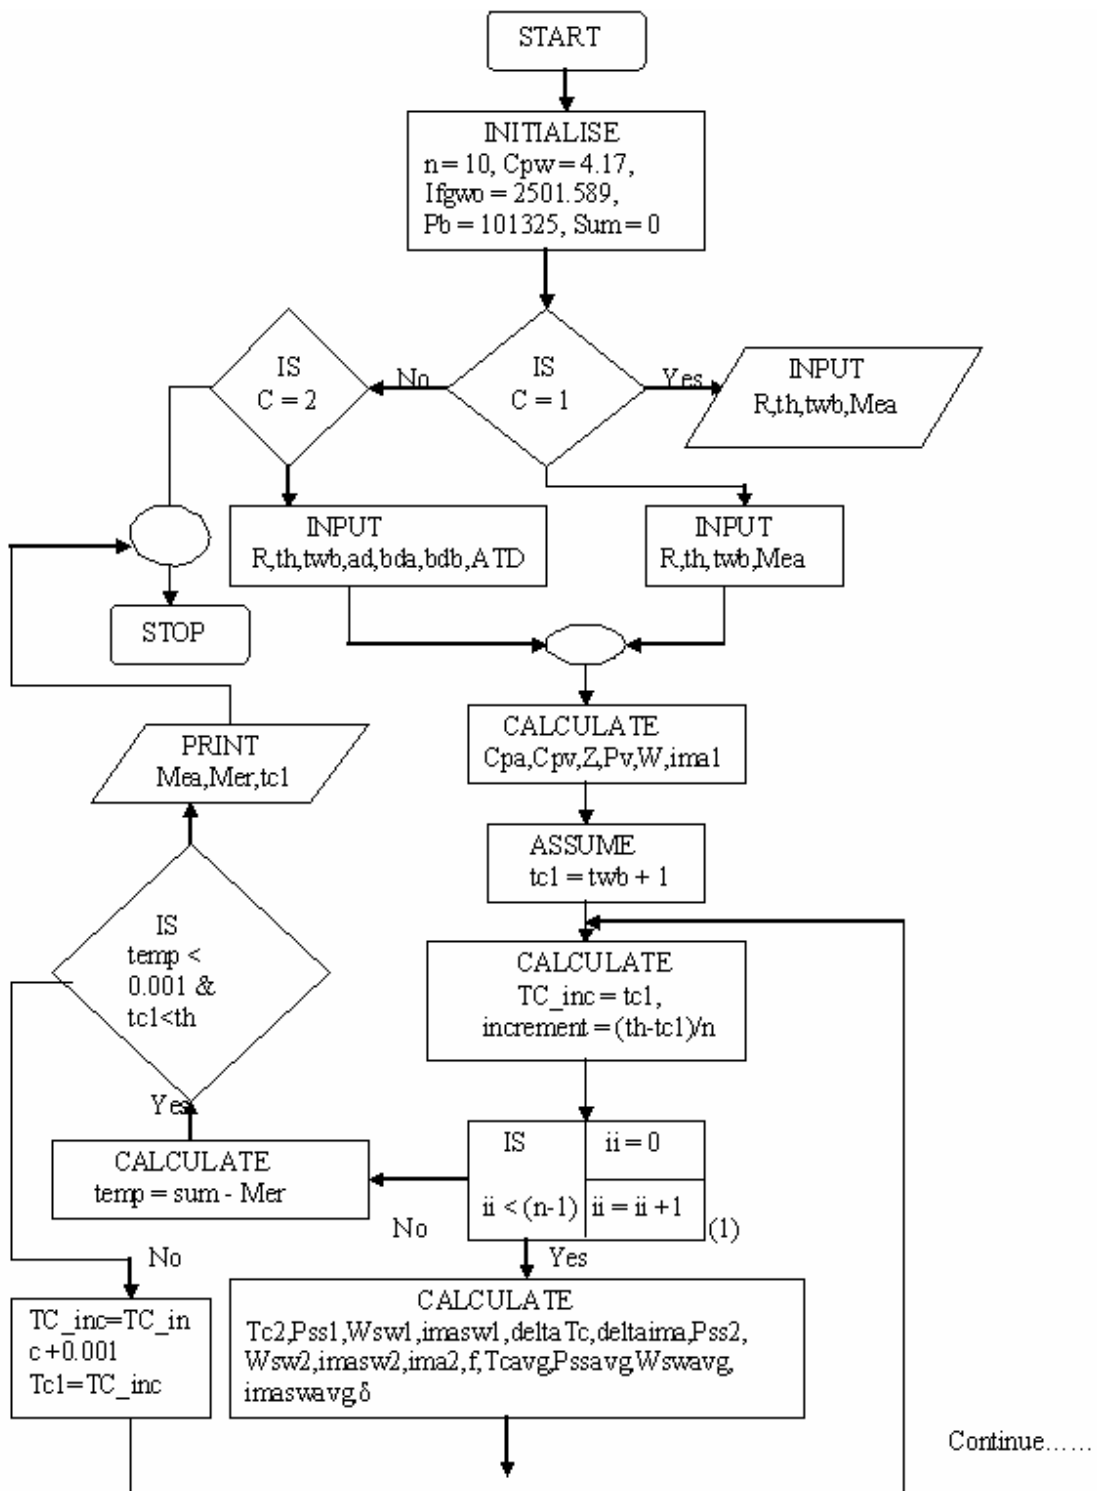 START
INITIALISE
n = 10, Cpw = 4.17,
Ifgwo = 2501.589,
Pb = 101325, Sum = 0
IS
C = 2
No
IS
C = 1
Yes
INPUT
R,th,twb,Mea
INPUT
R,th,twb,ad,bda,bdb,ATD
INPUT
R,th,twb,Mea
STOP
CALCULATE
Cpa,Cpv,Z,Pv,W,ima1
PRINT
Mea,Mer,tc1
ASSUME
tc1 = twb + 1
IS
temp <
0.001 &
tc1<th
CALCULATE
TC_inc = tc1,
increment = (th-tc1)/n
Yes
CALCULATE
temp = sum - Mer
IS
ii < (n-1)
ii = 0
ii = ii +1
(1)
No
Yes
No
TC_inc=TC_in
c+0.001
Tc1=TC_inc
CALCULATE
Tc2,Pss1,Wsw1,imasw1,deltaTc,deltaima,Pss2,
Wsw2,imasw2,ima2,f,Tcavg,Pssavg,Wswavg,
imaswavg,δ
Continue......